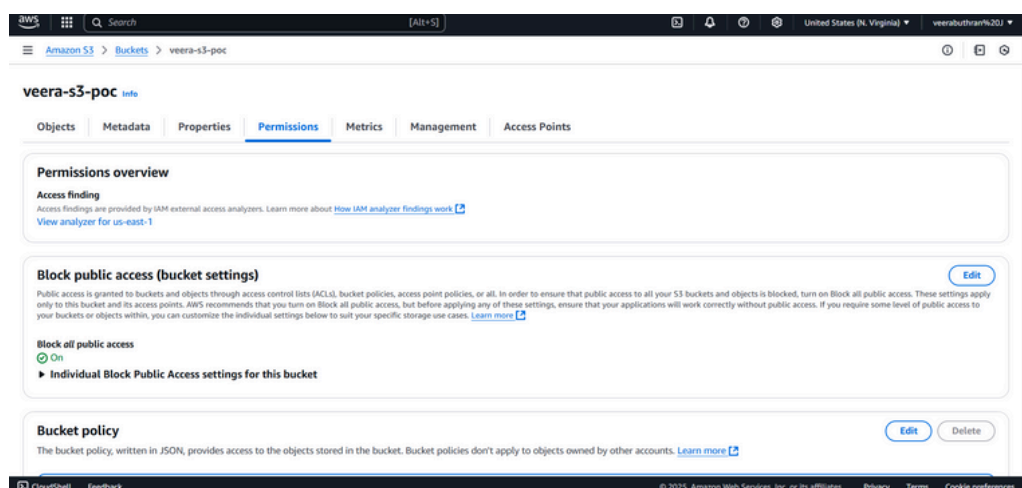 aws
Search [Alt+S] United States (N. Virginia) ▼ veerabuthran%20J ▼
Amazon S3 > Buckets > veera-s3-poc
veera-s3-poc Info
Objects Metadata Properties Permissions Metrics Management Access Points
Permissions overview
Access finding
Access findings are provided by IAM external access analyzers. Learn more about How IAM analyzer findings work
View analyzer for us-east-1
Block public access (bucket settings) Edit
Public access is granted to buckets and objects through access control lists (ACLs), bucket policies, access point policies, or all. In order to ensure that public access to all your S3 buckets and objects is blocked, turn on Block all public access. These settings apply
only to this bucket and its access points. AWS recommends that you turn on Block all public access, but before applying any of these settings, ensure that your applications will work correctly without public access. If you require some level of public access to
your buckets or objects within, you can customize the individual settings below to suit your specific storage use cases. Learn more
Block all public access
On
▶ Individual Block Public Access settings for this bucket
Bucket policy Edit Delete
The bucket policy, written in JSON, provides access to the objects stored in the bucket. Bucket policies don't apply to objects owned by other accounts. Learn more
CloudShell Feedback © 2025, Amazon Web Services, Inc. or its affiliates. Privacy Terms Cookie preferences